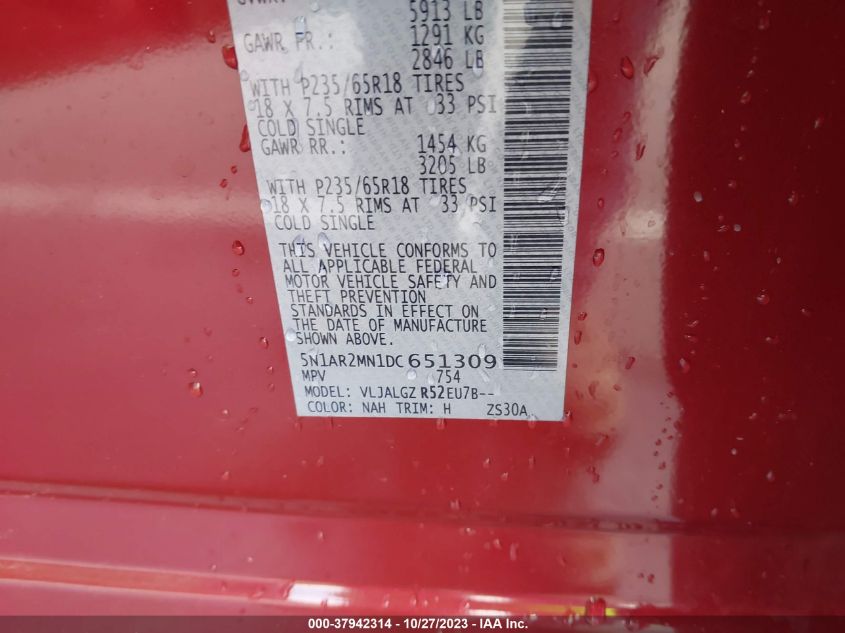 GVWR:
5913 LB
GAWR FR.: 1291 KG
2846 LB
WITH P235/65R18 TIRES
18 X 7.5 RIMS AT 33 PSI
COLD SINGLE
GAWR RR.: 1454 KG
3205 LB
WITH P235/65R18 TIRES
18 X 7.5 RIMS AT 33 PSI
COLD SINGLE
THIS VEHICLE CONFORMS TO
ALL APPLICABLE FEDERAL
MOTOR VEHICLE SAFETY AND
THEFT PREVENTION
STANDARDS IN EFFECT ON
THE DATE OF MANUFACTURE
SHOWN ABOVE.
5N1AR2MN1DC651309
MPV 754
MODEL: VLJALGZ R52EU7B--
COLOR: NAH TRIM: H ZS30A
000-37942314 - 10/27/2023 - IAA Inc.